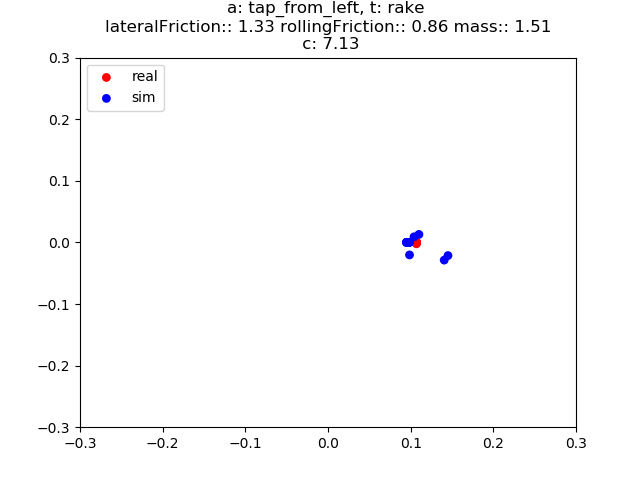 a: tap_from_left, t: rake
lateralFriction:: 1.33 rollingFriction:: 0.86 mass:: 1.51
c: 7.13
real
sim
0.3
0.2
0.1
0.0
−0.1
−0.2
−0.3
−0.3 −0.2 −0.1 0.0 0.1 0.2 0.3